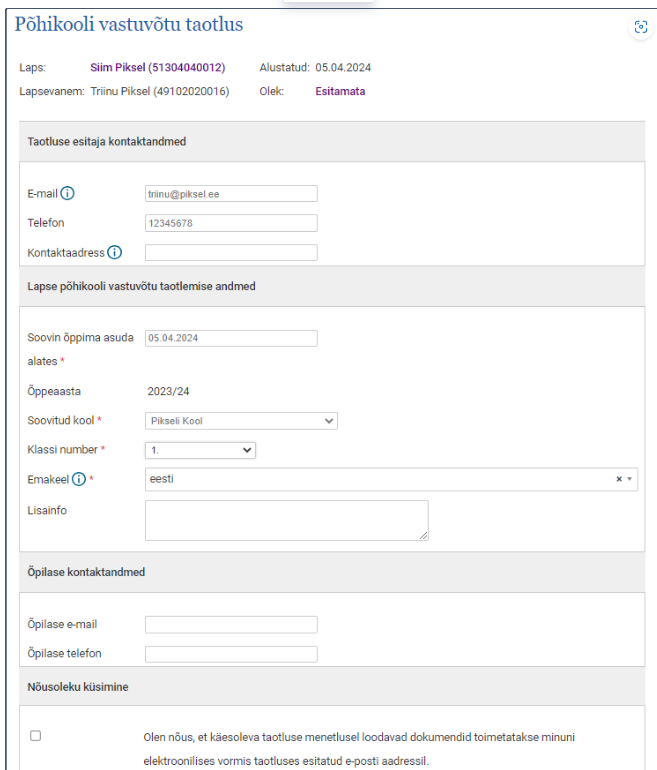 Põhikooli vastuvõtu taotlus
Laps: Siim Piksel (51304040012) Alustatud: 05.04.2024
Lapsevanem: Triinu Piksel (49102020016) Olek: Esitamata
Taotluse esitaja kontaktandmed
E-mail triinu@piksel.ee
Telefon 12345678
Kontaktaadress
Lapse põhikooli vastuvõtu taotlemise andmed
Soovin õppima asuda 05.04.2024
alates *
Õppeaasta 2023/24
Soovitud kool * Pikseli Kool
Klassi number * 1.
Emakeel * eesti
Lisainfo
Õpilase kontaktandmed
Õpilase e-mail
Õpilase telefon
Nõusoleku küsimine
Olen nõus, et käesoleva taotluse menetlusel loodavad dokumendid toimetatakse minuni
elektroonilises vormis taotluses esitatud e-posti aadressil.